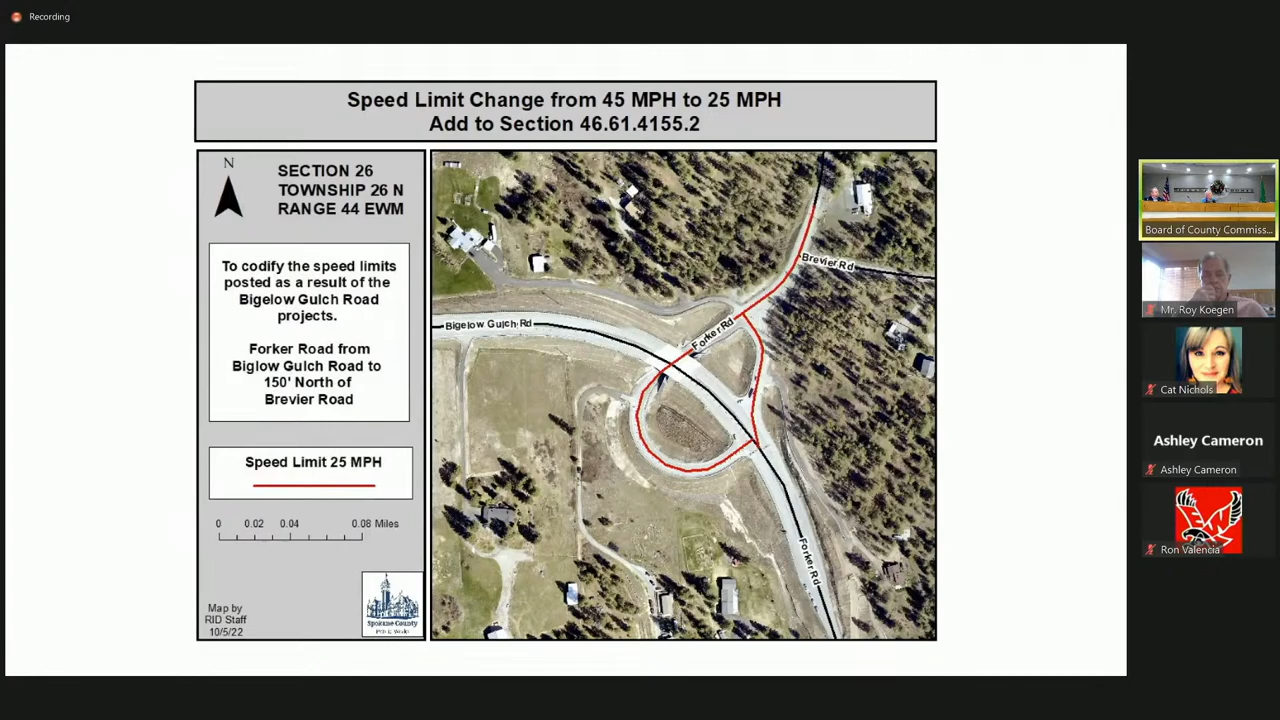 Recording
Speed Limit Change from 45 MPH to 25 MPH
Add to Section 46.61.4155.2
N
SECTION 26
TOWNSHIP 26 N
RANGE 44 EWM
To codify the speed limits
posted as a result of the
Bigelow Gulch Road
projects.
Forker Road from
Biglow Gulch Road to
150' North of
Brevier Road
Speed Limit 25 MPH
0 0.02 0.04 0.08 Miles
Map by
RID Staff
10/5/22
Spokane County
Public Works
Brevier Rd
Bigelow Gulch Rd
Forker Rd
Forker Rd
Board of County Commiss...
Mr. Roy Koegen
Cat Nichols
Ashley Cameron
Ashley Cameron
Ron Valencia